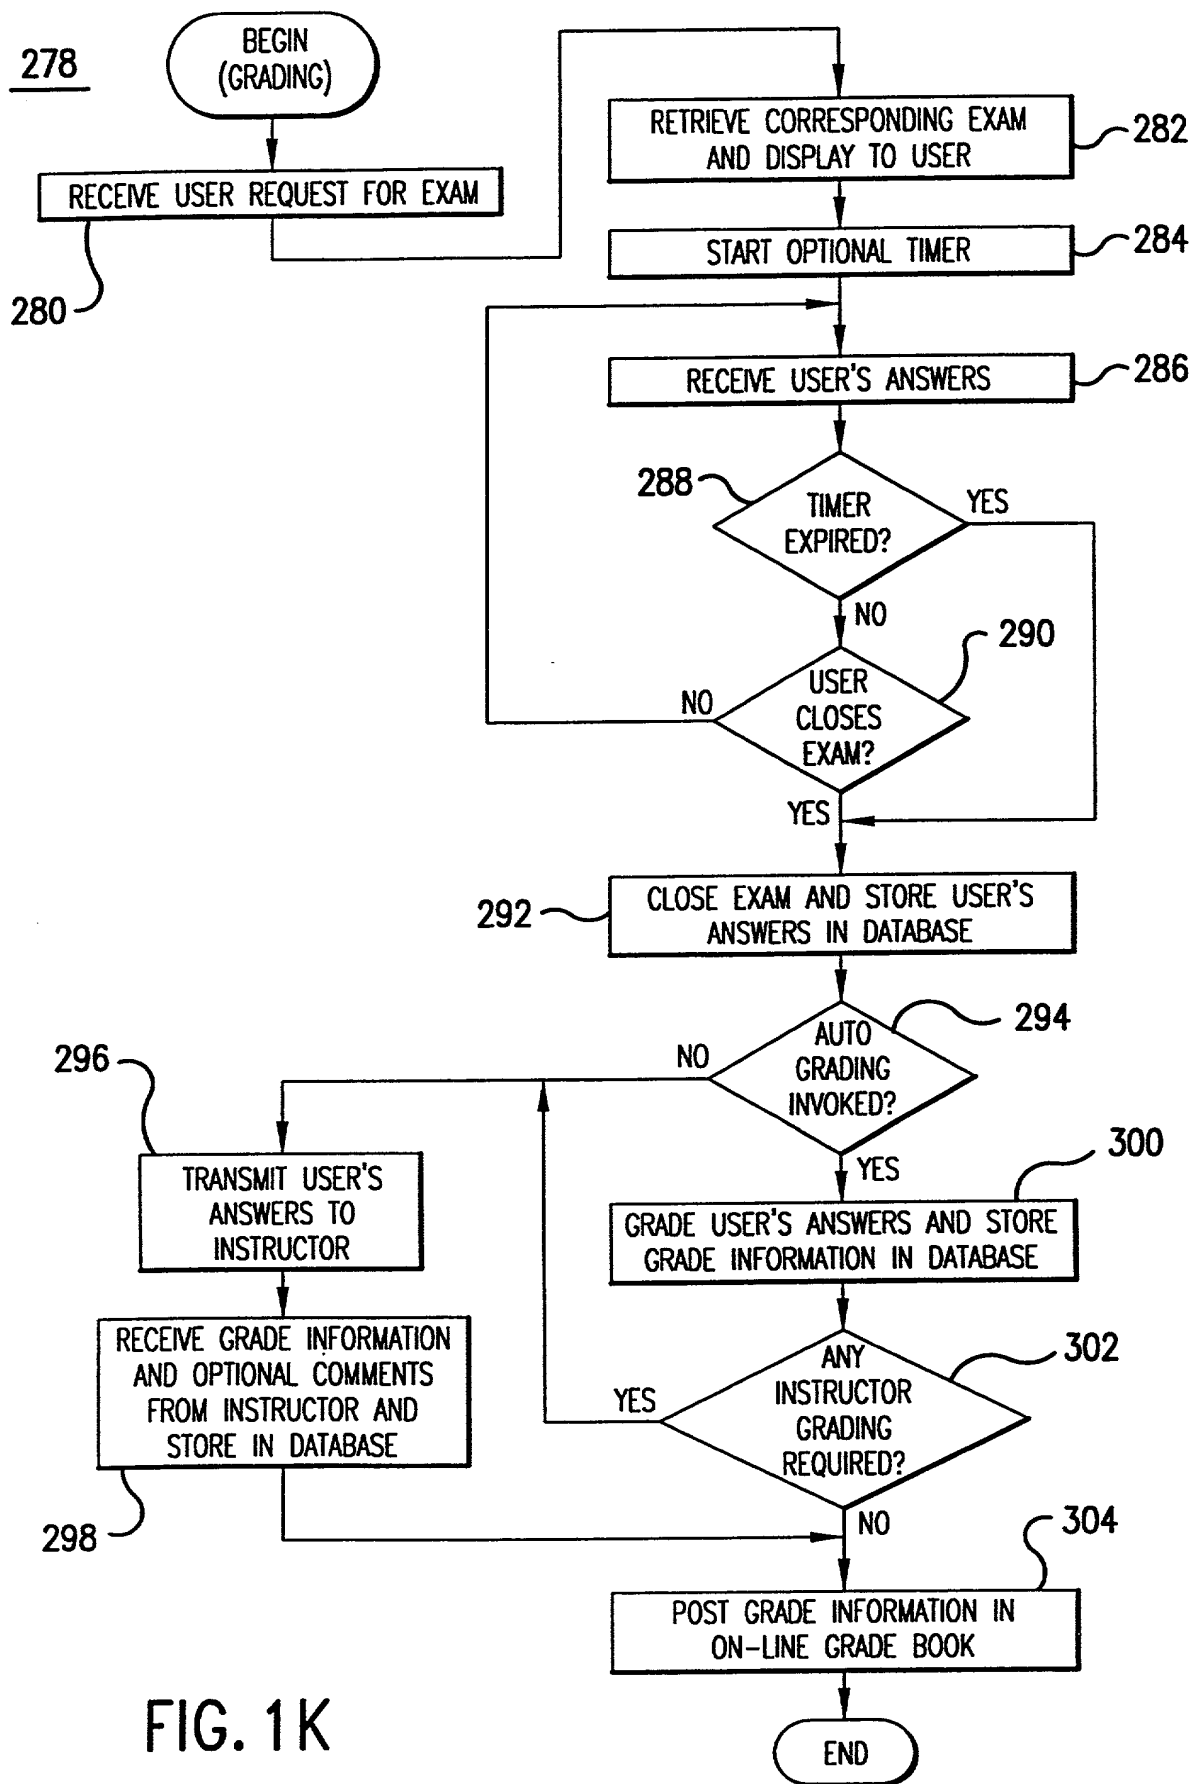 278
BEGIN
(GRADING)
RECEIVE USER REQUEST FOR EXAM
280
RETRIEVE CORRESPONDING EXAM
AND DISPLAY TO USER
282
START OPTIONAL TIMER
284
RECEIVE USER'S ANSWERS
286
288
TIMER
EXPIRED?
YES
NO
290
USER
CLOSES
EXAM?
NO
YES
292
CLOSE EXAM AND STORE USER'S
ANSWERS IN DATABASE
294
AUTO
GRADING
INVOKED?
NO
YES
296
TRANSMIT USER'S
ANSWERS TO
INSTRUCTOR
300
GRADE USER'S ANSWERS AND STORE
GRADE INFORMATION IN DATABASE
RECEIVE GRADE INFORMATION
AND OPTIONAL COMMENTS
FROM INSTRUCTOR AND
STORE IN DATABASE
298
302
ANY
INSTRUCTOR
GRADING
REQUIRED?
YES
NO
304
POST GRADE INFORMATION IN
ON-LINE GRADE BOOK
END
FIG. 1K